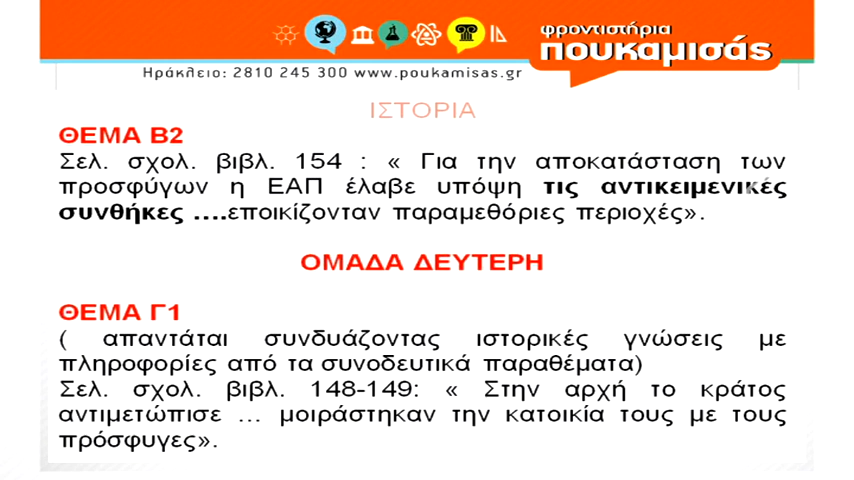 φροντιστήρια
πουκαμισάς
Ηράκλειο: 2810 245 300 www.poukamisas.gr
ΙΣΤΟΡΙΑ
ΘΕΜΑ Β2
Σελ. σχολ. βιβλ. 154 : « Για την αποκατάσταση των
προσφύγων η ΕΑΠ έλαβε υπόψη τις αντικειμενικές
συνθήκες ….εποικίζονταν παραμεθόριες περιοχές».
ΟΜΑΔΑ ΔΕΥΤΕΡΗ
ΘΕΜΑ Γ1
( απαντάται συνδυάζοντας ιστορικές γνώσεις με
πληροφορίες από τα συνοδευτικά παραθέματα)
Σελ. σχολ. βιβλ. 148-149: « Στην αρχή το κράτος
αντιμετώπισε … μοιράστηκαν την κατοικία τους με τους
πρόσφυγες».